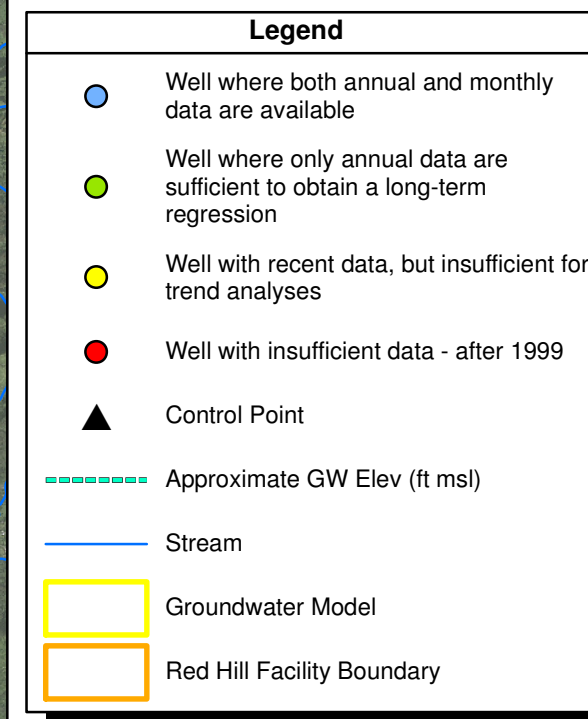 Legend
Well where both annual and monthly
data are available
Well where only annual data are
sufficient to obtain a long-term
regression
Well with recent data, but insufficient for
trend analyses
Well with insufficient data - after 1999
Control Point
Approximate GW Elev (ft msl)
Stream
Groundwater Model
Red Hill Facility Boundary